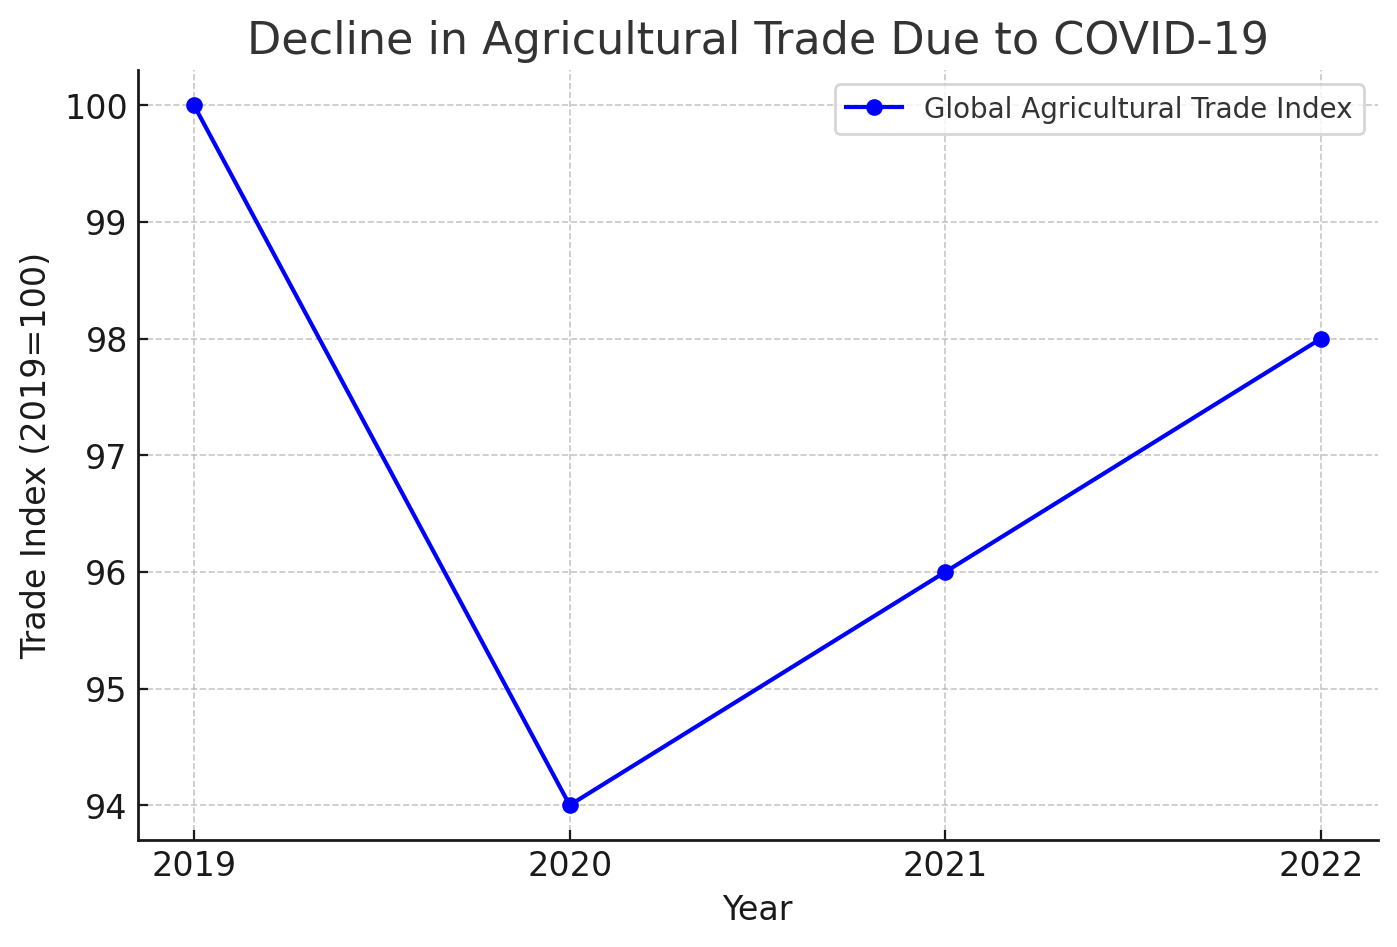 Decline in Agricultural Trade Due to COVID-19
Global Agricultural Trade Index
Trade Index (2019=100)
100
99
98
97
96
95
94
2019 2020 2021 2022
Year